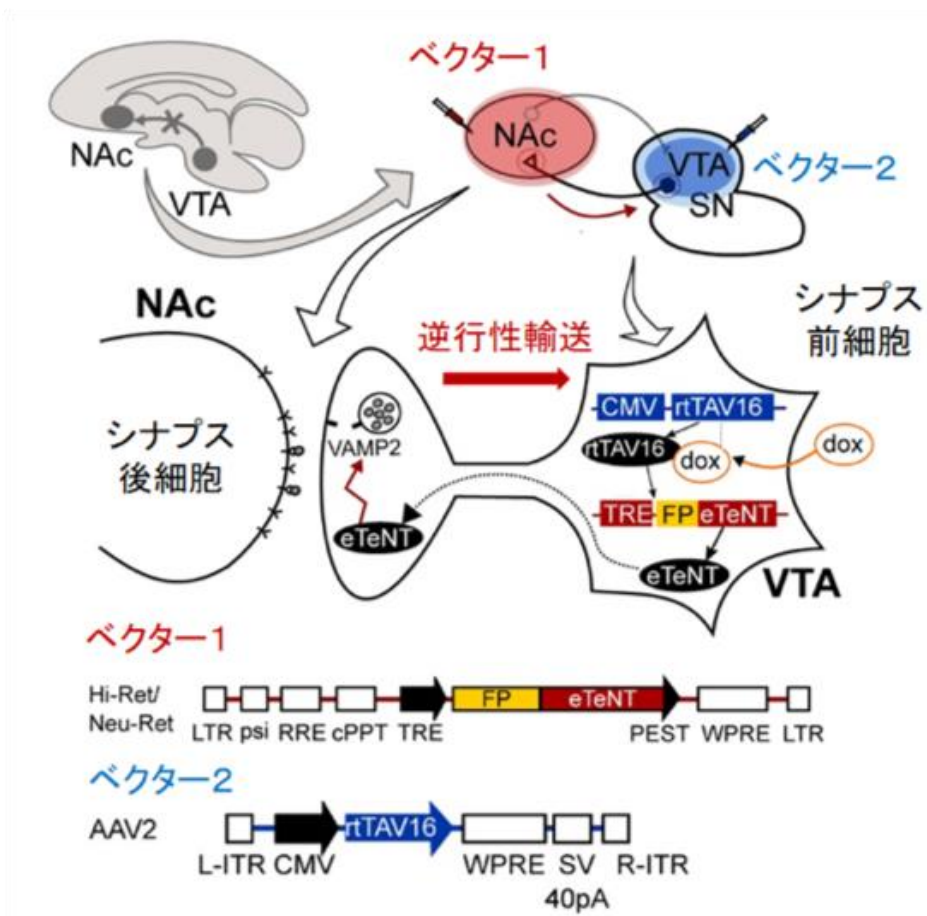 ベクター1
NAc
VTA
NAc
VTA
SN
ベクター2
NAc
シナプス
前細胞
逆行性輸送
シナプス
後細胞
VAMP2
eTeNT
CMV rtTAV16
rtTAV16
dox
dox
TRE FP eTeNT
eTeNT
VTA
ベクター1
Hi-Ret/
Neu-Ret
FP eTeNT
LTR psi RRE cPPT TRE PEST WPRE LTR
ベクター2
AAV2
rtTAV16
L-ITR CMV WPRE SV R-ITR
40pA